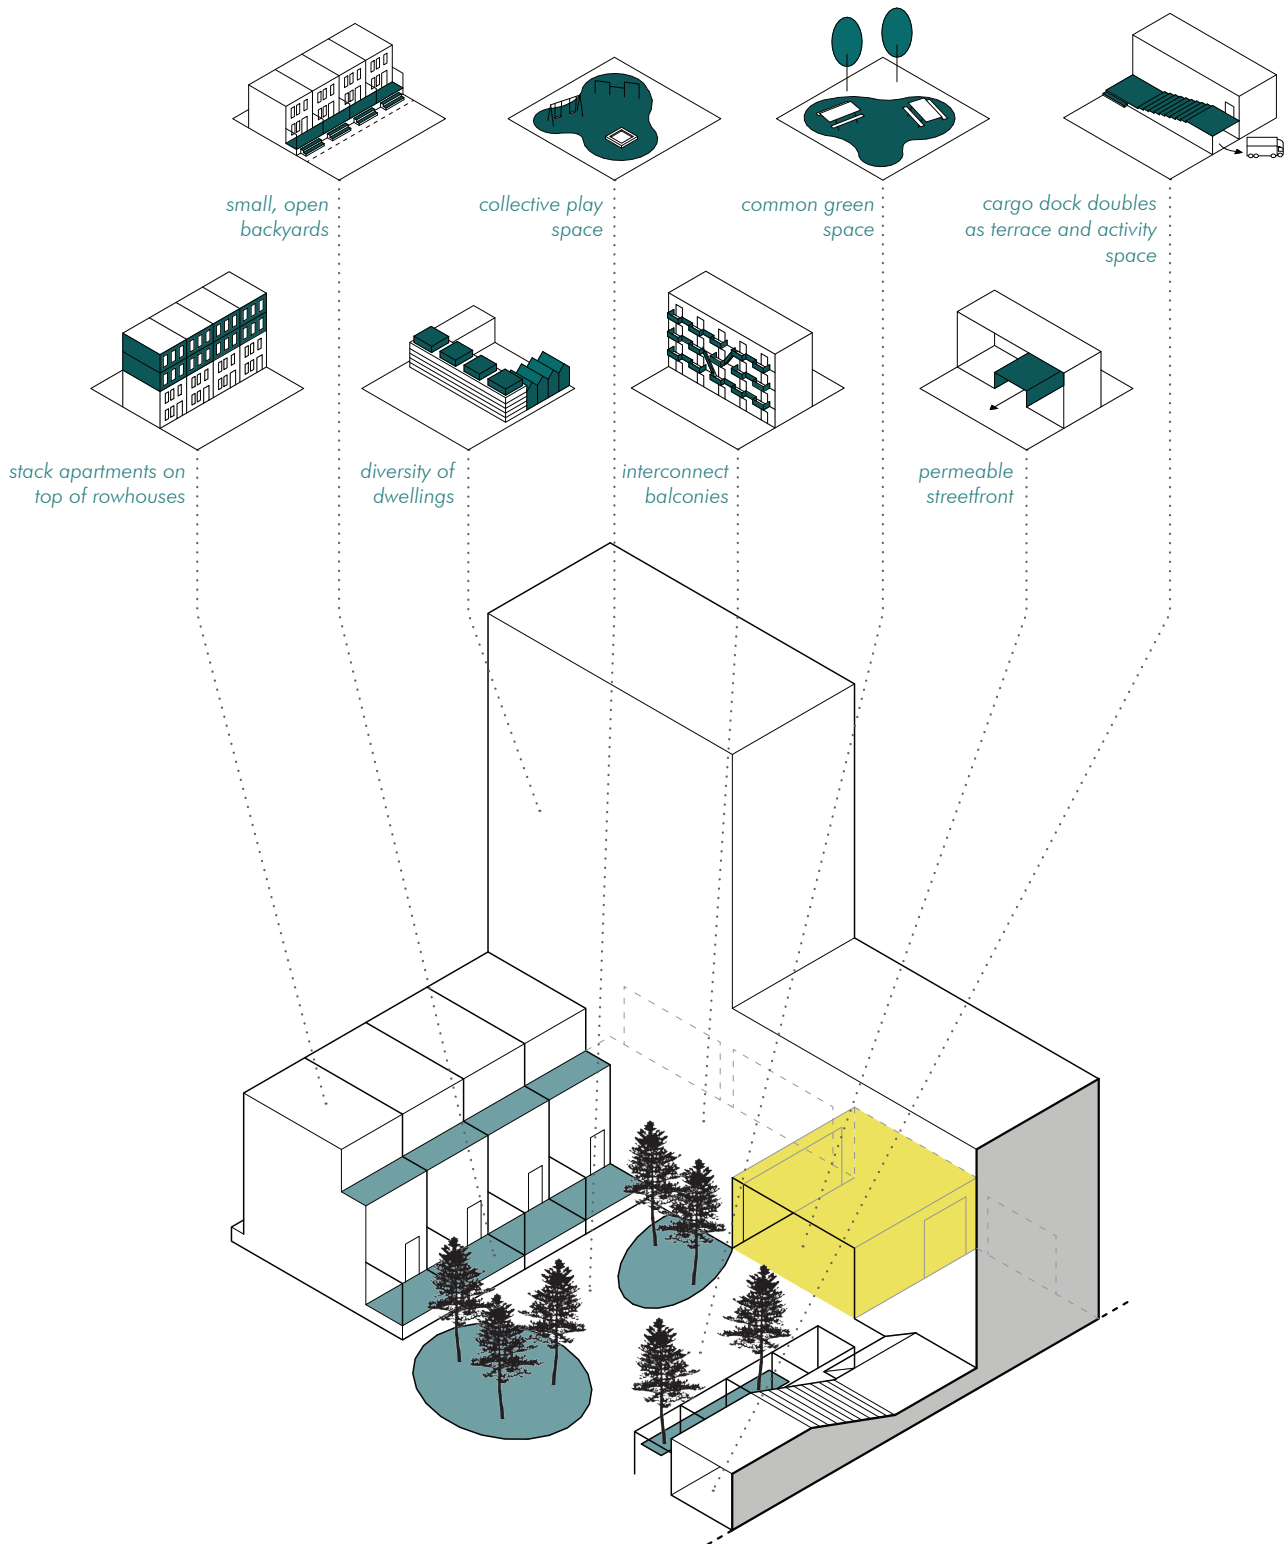 small, open
backyards
collective play
space
common green
space
cargo dock doubles
as terrace and activity
space
stack apartments on
top of rowhouses
diversity of
dwellings
interconnect
balconies
permeable
streetfront